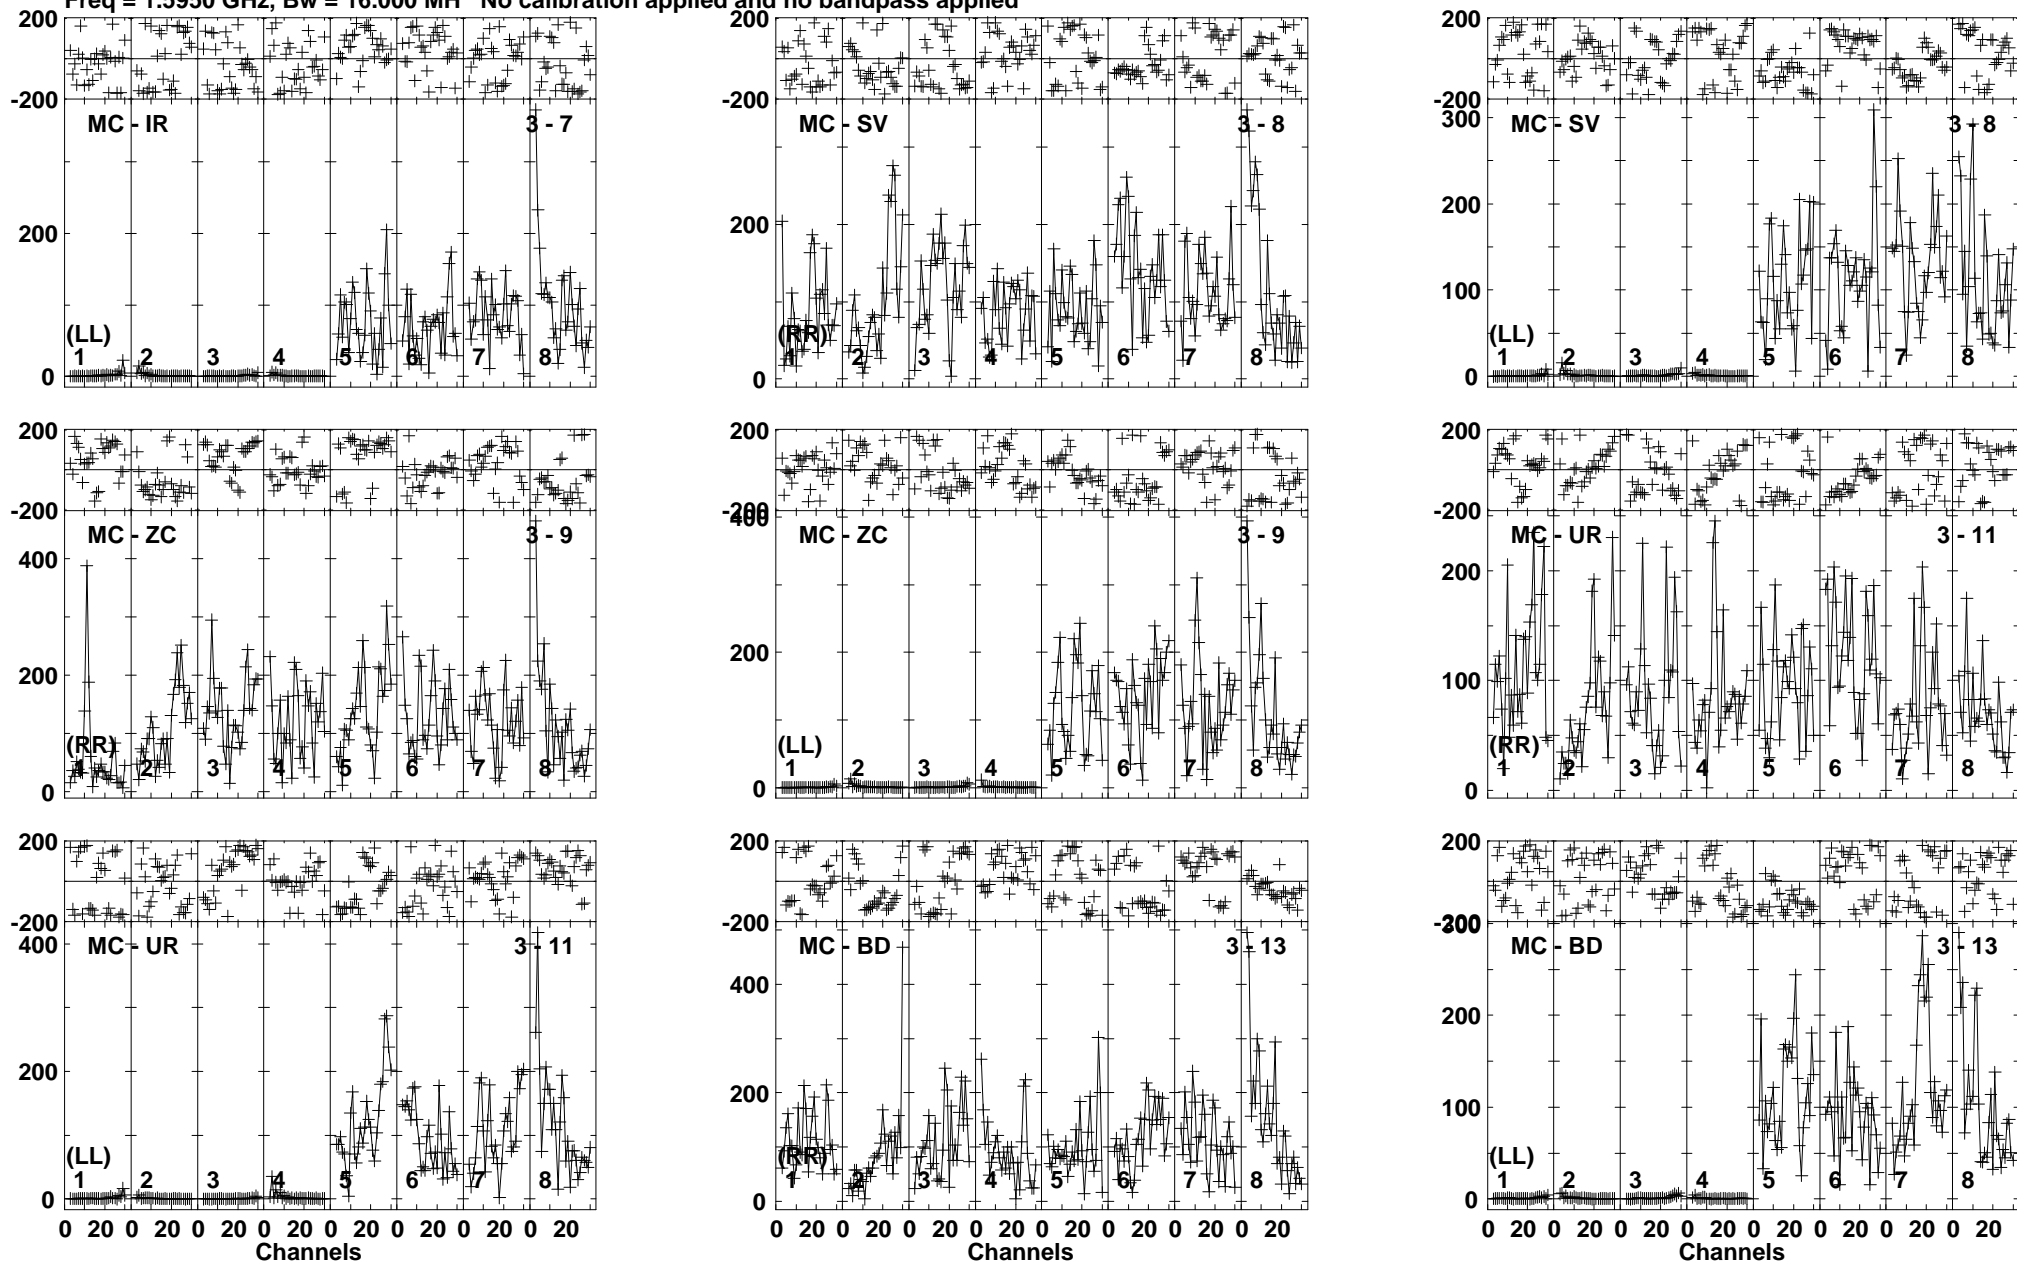 Freq = 1.5950 GHz, Bw = 16.000 MH No calibration applied and no bandpass applied
200 200 200
-200 -200 -200
MC - IR 3 - 7 MC - SV 3 - 8 MC - SV 3 - 8
300
200 200 200
100
(LL) (RR) (LL)
1 2 3 4 5 6 7 8 1 2 3 4 5 6 7 8 1 2 3 4 5 6 7 8
0 0 0
200 200 200
-200 -200 -200
MC - ZC 3 - 9 MC - ZC 3 - 9 MC - UR 3 - 11
400 400
200 200 200
100
(RR) (LL) (RR)
1 2 3 4 5 6 7 8 1 2 3 4 5 6 7 8 1 2 3 4 5 6 7 8
0 0 0
200 200 200
-200 -200 -200
MC - UR 3 - 11 MC - BD 3 - 13 MC - BD 3 - 13
400 400 300
200 200 200
100
(LL) (RR) (LL)
1 2 3 4 5 6 7 8 1 2 3 4 5 6 7 8 1 2 3 4 5 6 7 8
0 0 0
0 20 0 20 0 20 0 20 0 20 0 20 0 20 0 20 0 20 0 20 0 20 0 20 0 20 0 20 0 20 0 20 0 20 0 20 0 20 0 20 0 20 0 20 0 20 0 20
Channels Channels Channels